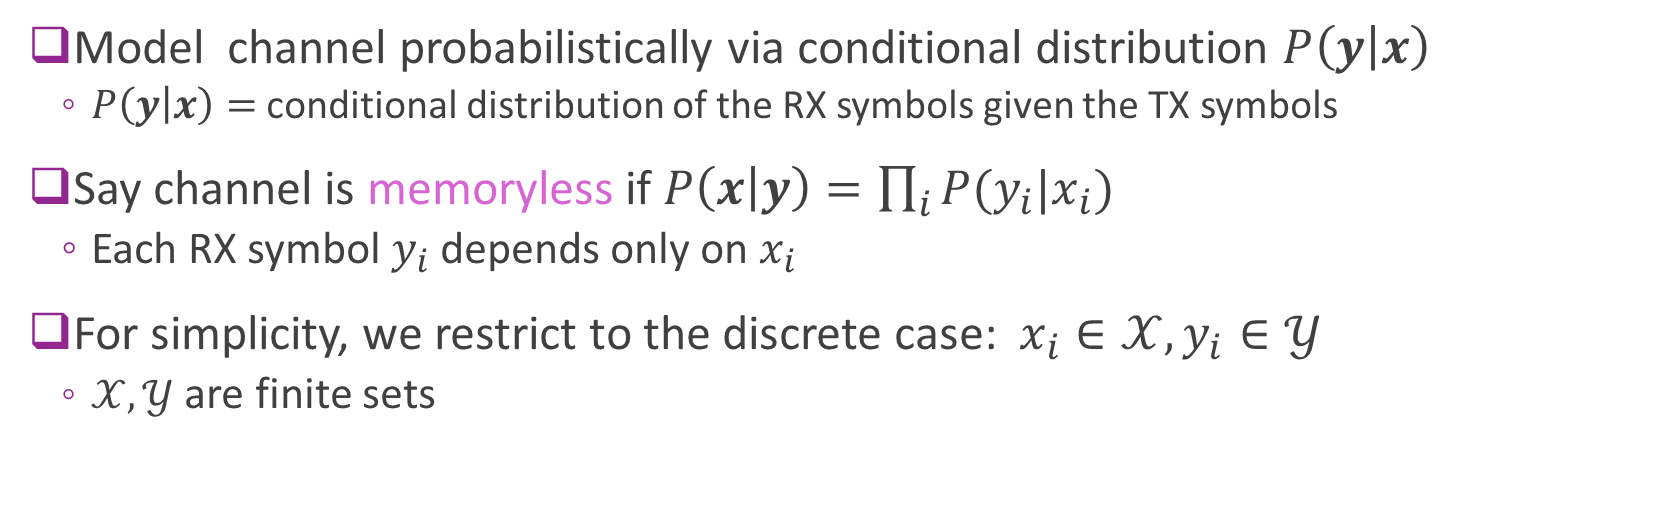 ❑Model channel probabilistically via conditional distribution 𝑃(𝒚|𝒙)
◦ 𝑃(𝒚|𝒙) = conditional distribution of the RX symbols given the TX symbols
❑Say channel is memoryless if 𝑃(𝒙|𝒚) = ∏ᵢ 𝑃(𝑦ᵢ|𝑥ᵢ)
◦ Each RX symbol 𝑦ᵢ depends only on 𝑥ᵢ
❑For simplicity, we restrict to the discrete case: 𝑥ᵢ ∈ 𝒳, 𝑦ᵢ ∈ 𝒴
◦ 𝒳, 𝒴 are finite sets